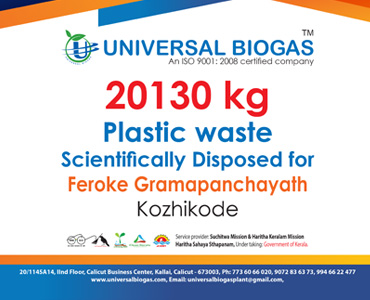 UNIVERSAL BIOGAS TM
An ISO 9001: 2008 certified company
20130 kg
Plastic waste
Scientifically Disposed for
Feroke Gramapanchayath
Kozhikode
Service provider: Suchitwa Mission & Haritha Keralam Mission
Haritha Sahaya Sthapanam, Under taking: Government of Kerala.
20/1145A14, IInd Floor, Calicut Business Center, Kallai, Calicut - 673003, Ph: 773 60 66 020, 9072 83 63 73, 994 66 22 477
www.universalbiogas.com, Email: universalbiogasplant@gmail.com,